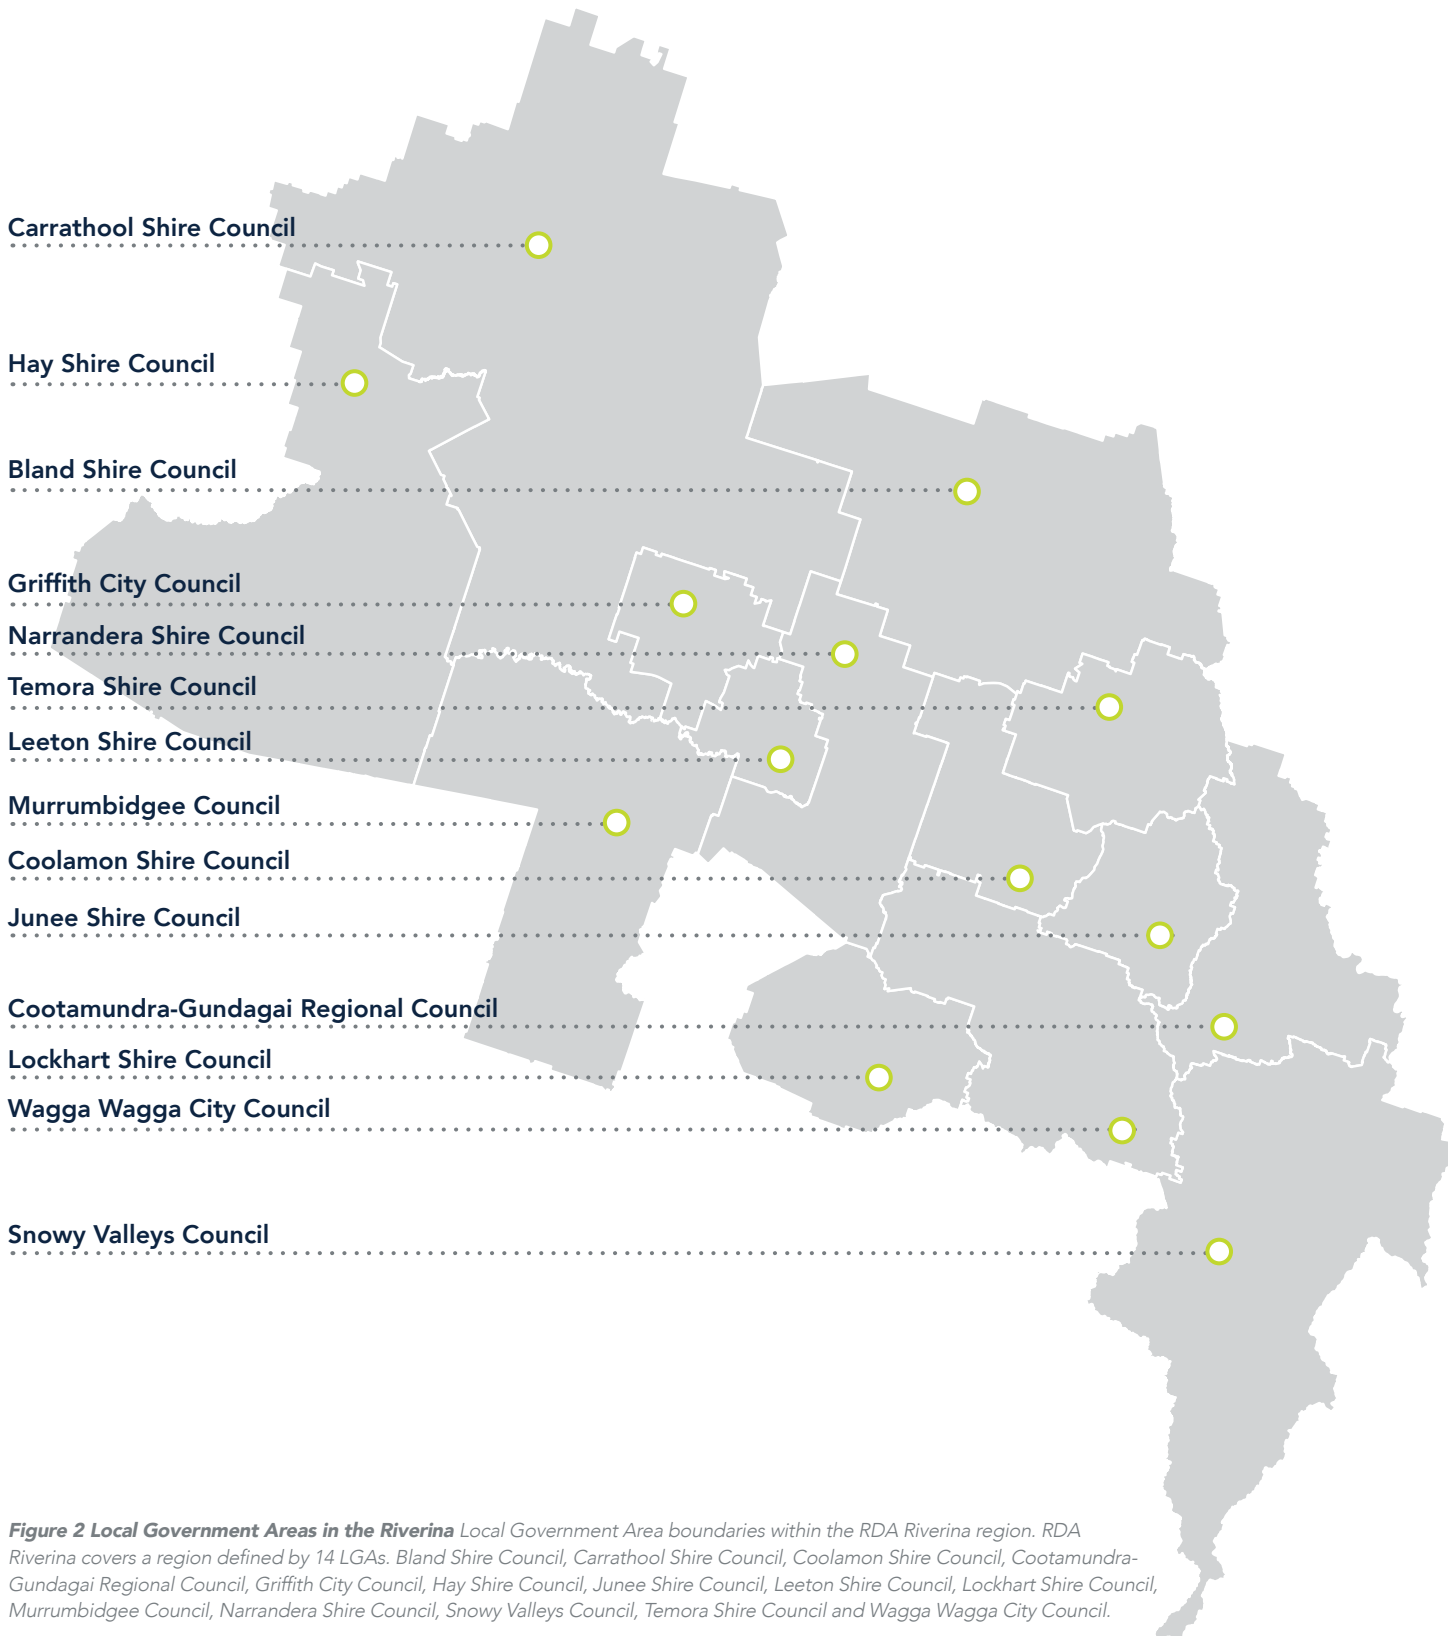 Carrathool Shire Council
Hay Shire Council
Bland Shire Council
Griffith City Council
Narrandera Shire Council
Temora Shire Council
Leeton Shire Council
Murrumbidgee Council
Coolamon Shire Council
Junee Shire Council
Cootamundra-Gundagai Regional Council
Lockhart Shire Council
Wagga Wagga City Council
Snowy Valleys Council
Figure 2 Local Government Areas in the Riverina Local Government Area boundaries within the RDA Riverina region. RDA
Riverina covers a region defined by 14 LGAs. Bland Shire Council, Carrathool Shire Council, Coolamon Shire Council, Cootamundra-
Gundagai Regional Council, Griffith City Council, Hay Shire Council, Junee Shire Council, Leeton Shire Council, Lockhart Shire Council,
Murrumbidgee Council, Narrandera Shire Council, Snowy Valleys Council, Temora Shire Council and Wagga Wagga City Council.